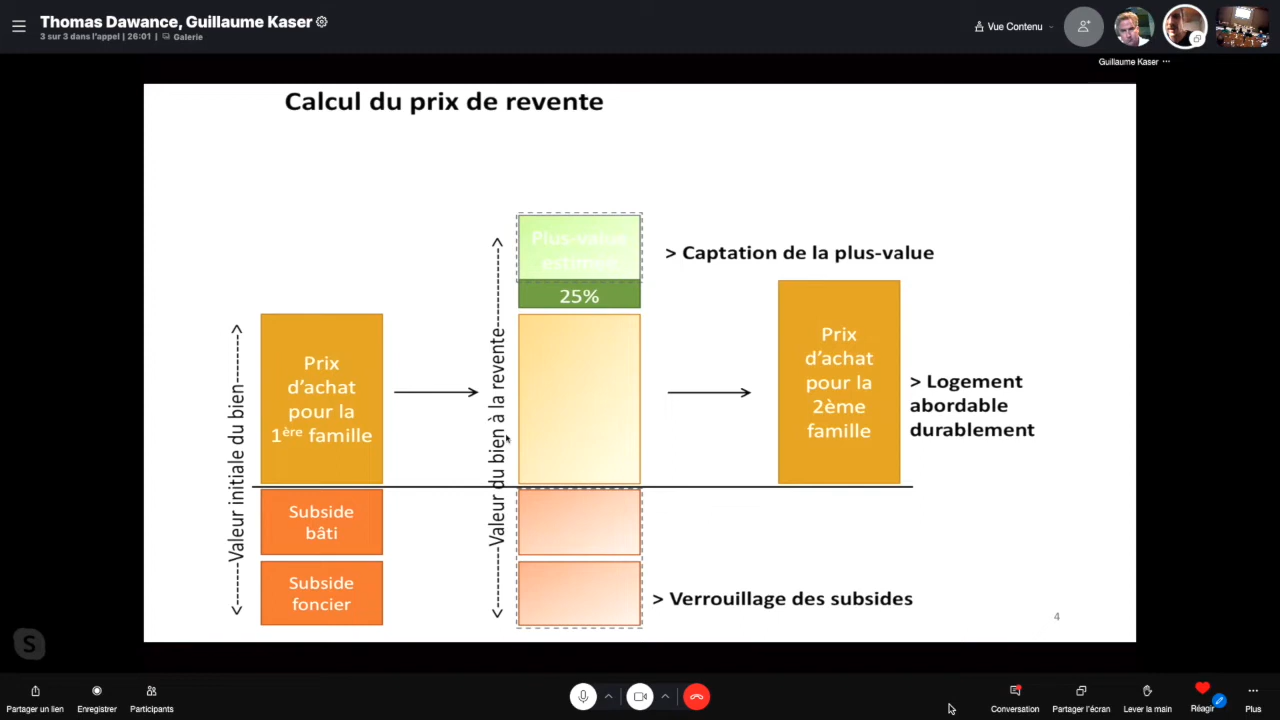 Thomas Dawance, Guillaume Kaser
3 sur 3 dans l'appel | 26:01 | Galerie
Vue Contenu
Guillaume Kaser
Calcul du prix de revente
Plus-value
estimée
> Captation de la plus-value
25%
Prix
d'achat
pour la
1ère famille
Valeur initiale du bien
Valeur du bien à la revente
Prix
d'achat
pour la
2ème
famille
> Logement
abordable
durablement
Subside
bâti
Subside
foncier
> Verrouillage des subsides
4
S
Partager un lien
Enregistrer
Participants
Conversation
Partager l'écran
Lever la main
Réagir
Plus